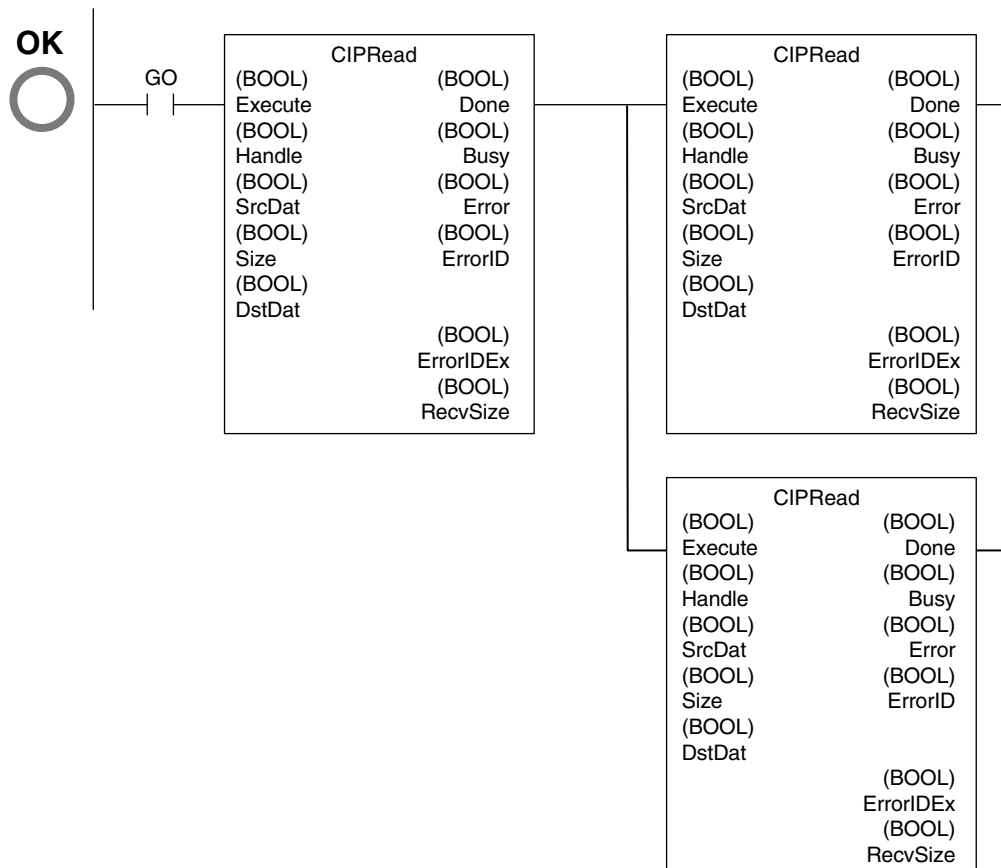 OK
GO
CIPRead
(BOOL) (BOOL)
Execute Done
(BOOL) (BOOL)
Handle Busy
(BOOL) (BOOL)
SrcDat Error
(BOOL) (BOOL)
Size ErrorID
(BOOL)
DstDat
(BOOL)
ErrorIDEx
(BOOL)
RecvSize
CIPRead
(BOOL) (BOOL)
Execute Done
(BOOL) (BOOL)
Handle Busy
(BOOL) (BOOL)
SrcDat Error
(BOOL) (BOOL)
Size ErrorID
(BOOL)
DstDat
(BOOL)
ErrorIDEx
(BOOL)
RecvSize
CIPRead
(BOOL) (BOOL)
Execute Done
(BOOL) (BOOL)
Handle Busy
(BOOL) (BOOL)
SrcDat Error
(BOOL) (BOOL)
Size ErrorID
(BOOL)
DstDat
(BOOL)
ErrorIDEx
(BOOL)
RecvSize